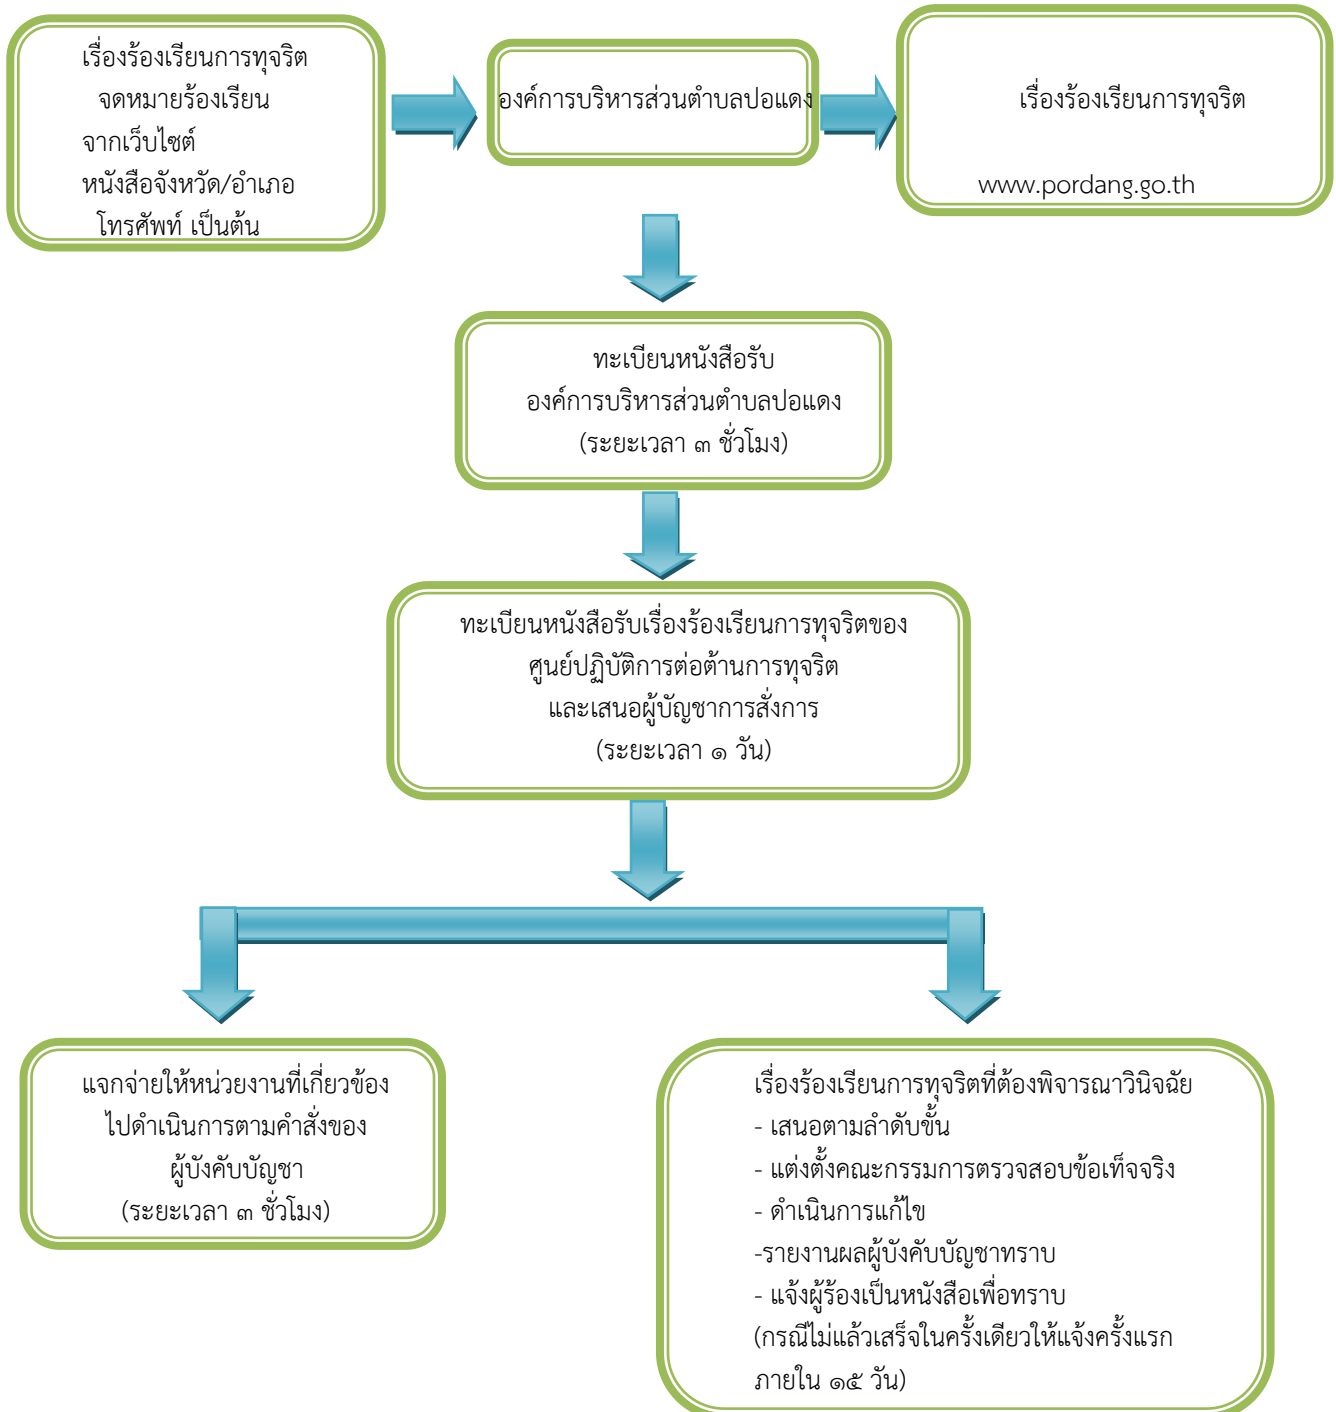 เรื่องร้องเรียนการทุจริต
จดหมายร้องเรียน
จากเว็บไซต์
หนังสือจังหวัด/อำเภอ
โทรศัพท์ เป็นต้น
องค์การบริหารส่วนตำบลปอแดง
เรื่องร้องเรียนการทุจริต
www.pordang.go.th
ทะเบียนหนังสือรับ
องค์การบริหารส่วนตำบลปอแดง
(ระยะเวลา ๓ ชั่วโมง)
ทะเบียนหนังสือรับเรื่องร้องเรียนการทุจริตของ
ศูนย์ปฏิบัติการต่อต้านการทุจริต
และเสนอผู้บัญชาการสั่งการ
(ระยะเวลา ๑ วัน)
แจกจ่ายให้หน่วยงานที่เกี่ยวข้อง
ไปดำเนินการตามคำสั่งของ
ผู้บังคับบัญชา
(ระยะเวลา ๓ ชั่วโมง)
เรื่องร้องเรียนการทุจริตที่ต้องพิจารณาวินิจฉัย
- เสนอตามลำดับขั้น
- แต่งตั้งคณะกรรมการตรวจสอบข้อเท็จจริง
- ดำเนินการแก้ไข
-รายงานผลผู้บังคับบัญชาทราบ
- แจ้งผู้ร้องเป็นหนังสือเพื่อทราบ
(กรณีไม่แล้วเสร็จในครั้งเดียวให้แจ้งครั้งแรก
ภายใน ๑๕ วัน)